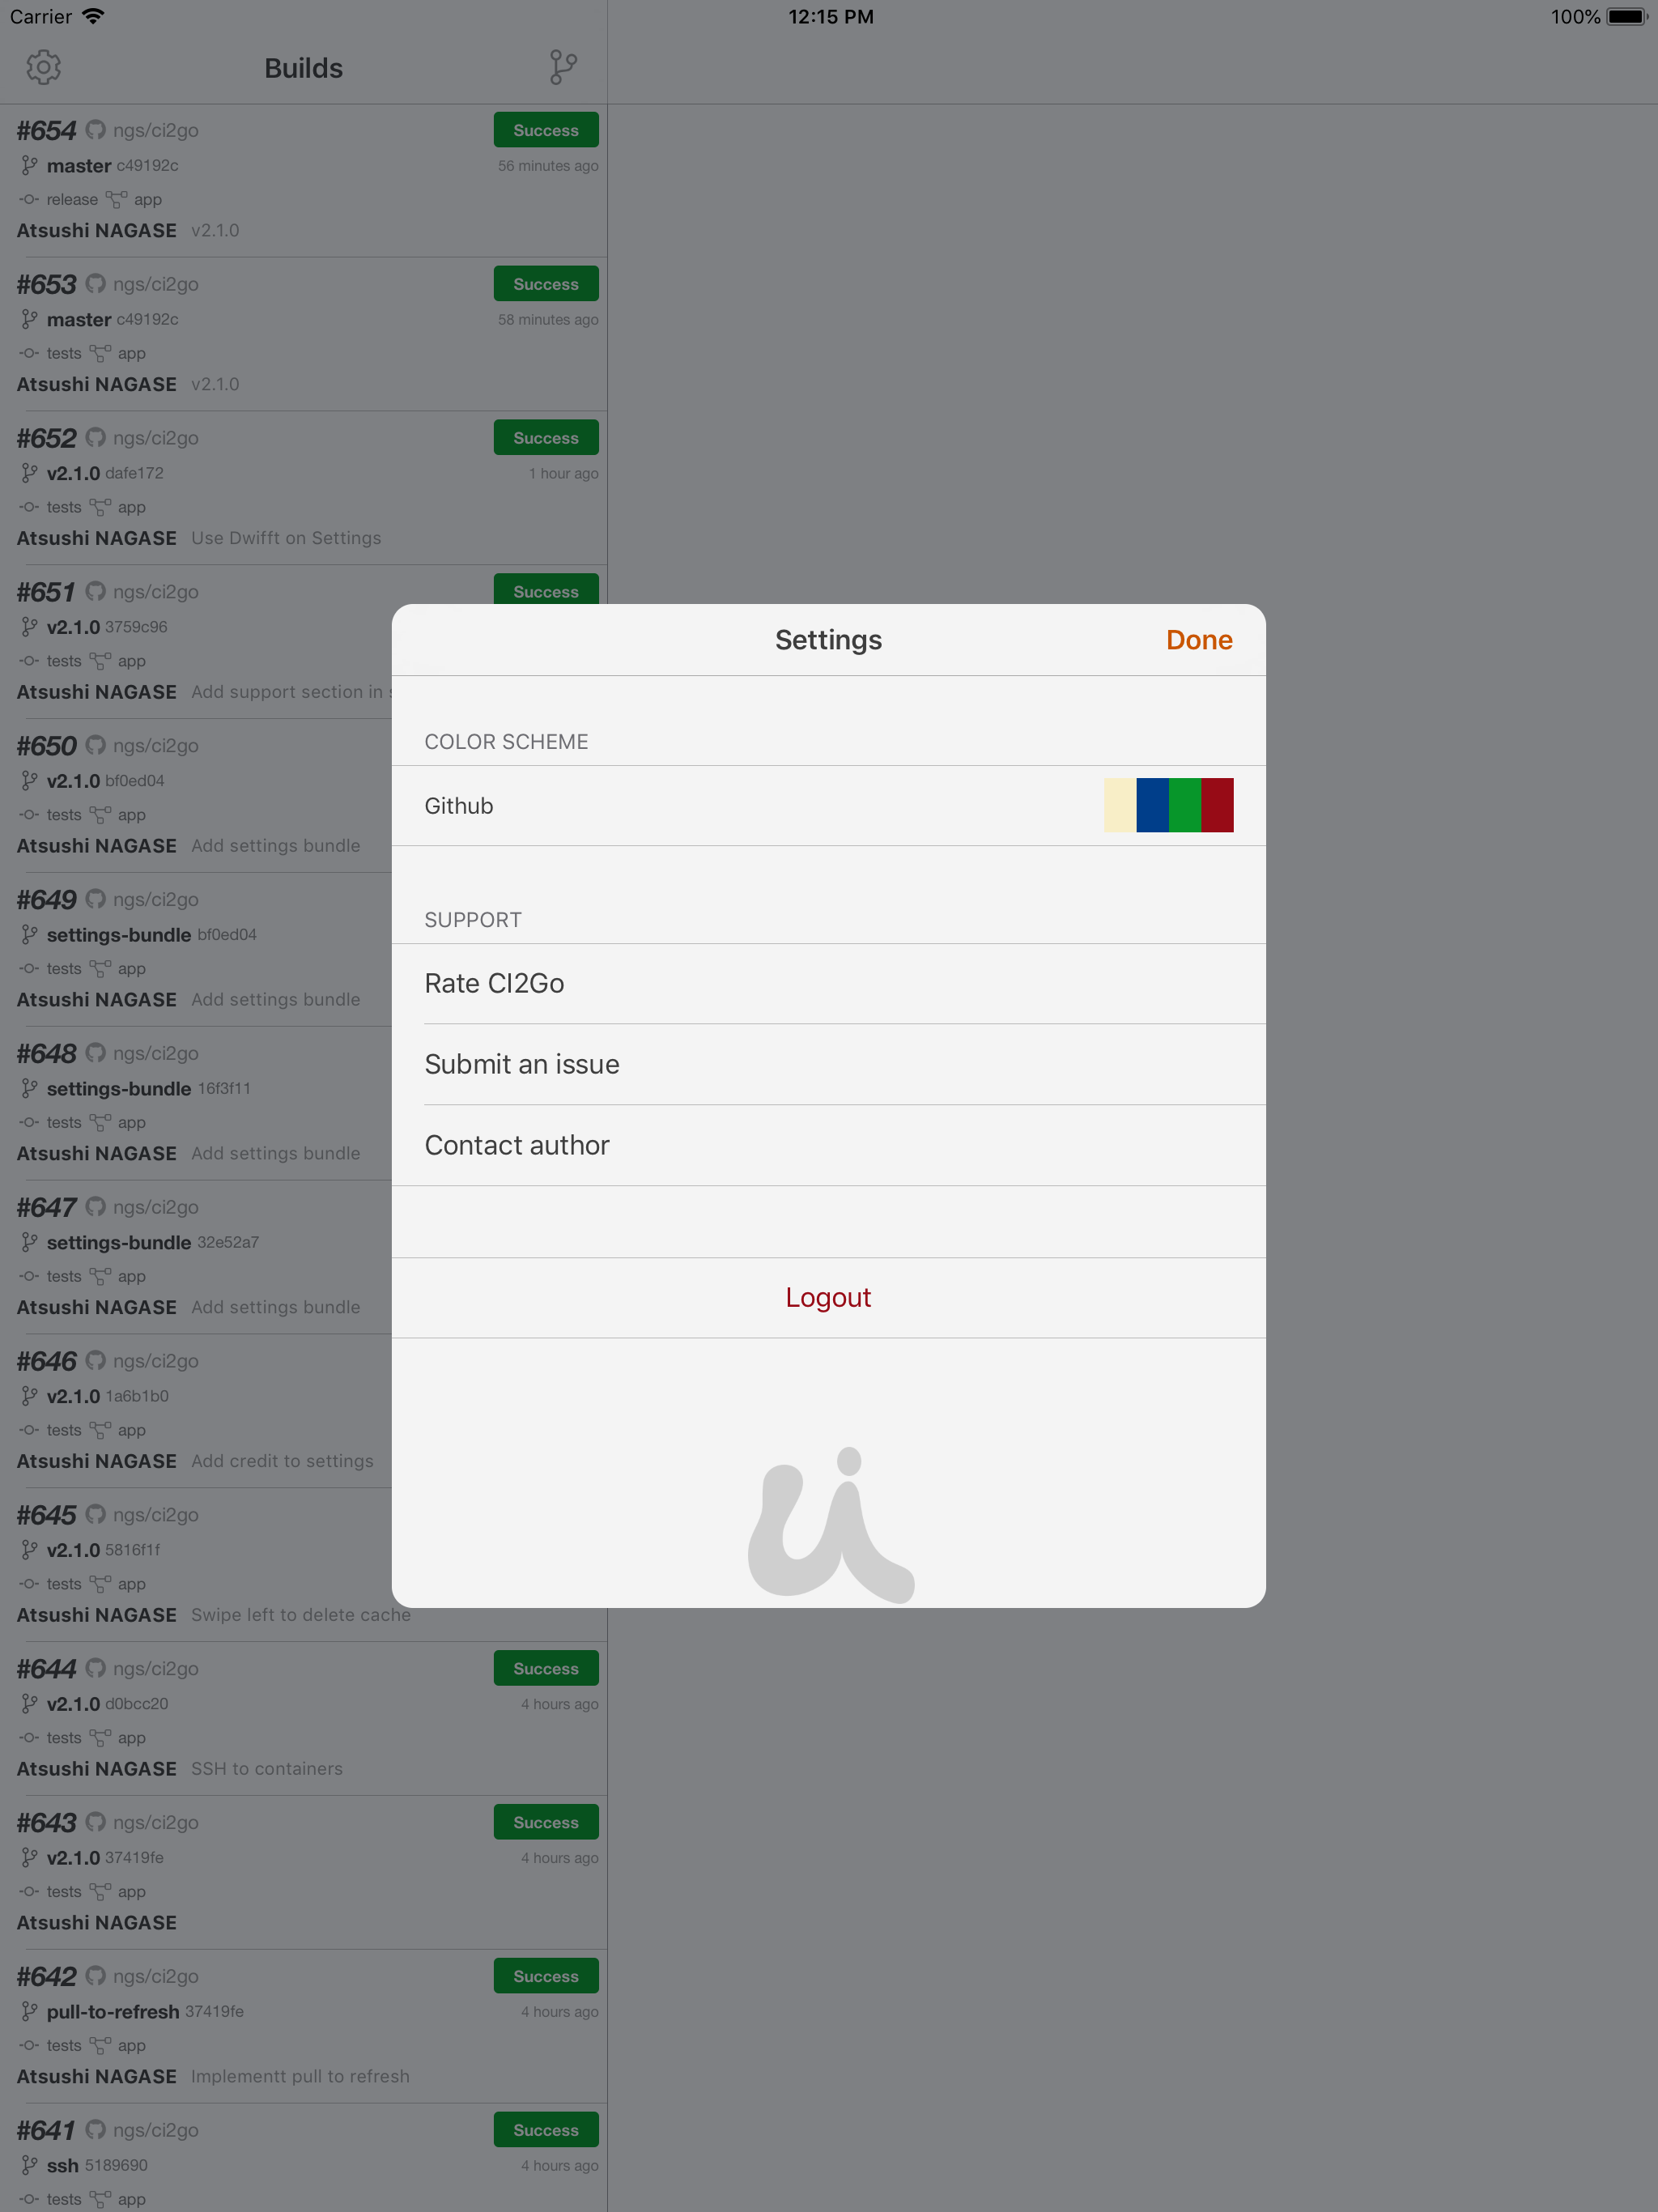 Carrier 12:15 PM 100%
Builds
#654 ngs/ci2go Success
master c49192c 56 minutes ago
release app
Atsushi NAGASE v2.1.0
#653 ngs/ci2go Success
master c49192c 58 minutes ago
tests app
Atsushi NAGASE v2.1.0
#652 ngs/ci2go Success
v2.1.0 dafe172 1 hour ago
tests app
Atsushi NAGASE Use Dwifft on Settings
#651 ngs/ci2go Success
v2.1.0 3759c96
tests app
Atsushi NAGASE Add support section in
#650 ngs/ci2go
v2.1.0 bf0ed04
tests app
Atsushi NAGASE Add settings bundle
#649 ngs/ci2go
settings-bundle bf0ed04
tests app
Atsushi NAGASE Add settings bundle
#648 ngs/ci2go
settings-bundle 16f3f11
tests app
Atsushi NAGASE Add settings bundle
#647 ngs/ci2go
settings-bundle 32e52a7
tests app
Atsushi NAGASE Add settings bundle
#646 ngs/ci2go
v2.1.0 1a6b1b0
tests app
Atsushi NAGASE Add credit to settings
#645 ngs/ci2go
v2.1.0 5816f1f
tests app
Atsushi NAGASE Swipe left to delete cache
#644 ngs/ci2go Success
v2.1.0 d0bcc20 4 hours ago
tests app
Atsushi NAGASE SSH to containers
#643 ngs/ci2go Success
v2.1.0 37419fe 4 hours ago
tests app
Atsushi NAGASE
#642 ngs/ci2go Success
pull-to-refresh 37419fe 4 hours ago
tests app
Atsushi NAGASE Implementt pull to refresh
#641 ngs/ci2go Success
ssh 5189690 4 hours ago
tests app
Settings Done
COLOR SCHEME
Github
SUPPORT
Rate CI2Go
Submit an issue
Contact author
Logout
ui